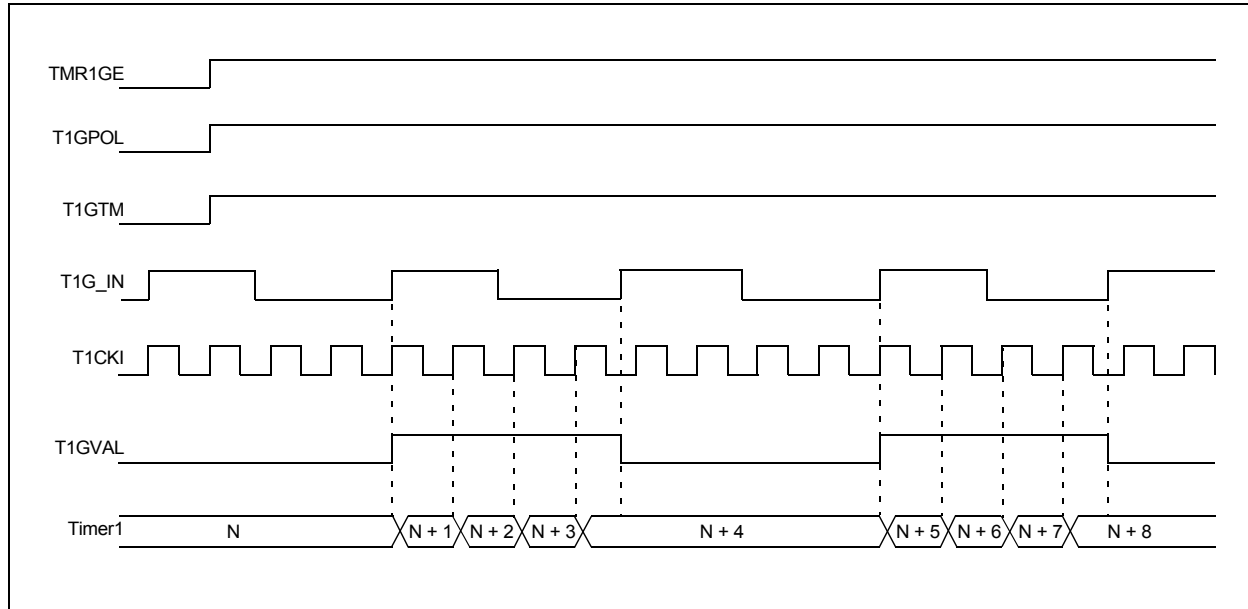 TMR1GE
T1GPOL
T1GTM
T1G_IN
T1CKI
T1GVAL
Timer1 N N + 1 N + 2 N + 3 N + 4 N + 5 N + 6 N + 7 N + 8